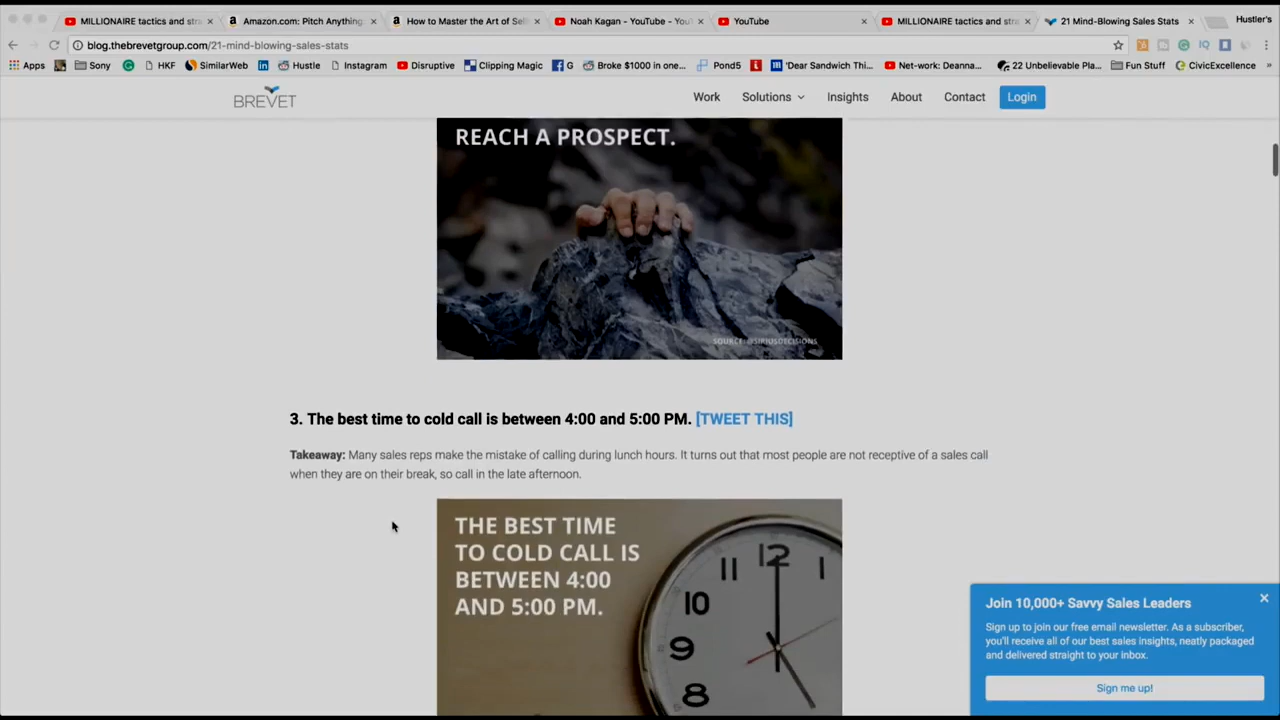 MILLIONAIRE tactics and stra
Amazon.com: Pitch Anything:
How to Master the Art of Sell
Noah Kagan - YouTube - You
YouTube
MILLIONAIRE tactics and stra
21 Mind-Blowing Sales Stats
Hustler's
blog.thebrevetgroup.com/21-mind-blowing-sales-stats
Apps
Sony
HKF
SimilarWeb
Hustle
Instagram
Disruptive
Clipping Magic
G
Broke $1000 in one...
Pond5
'Dear Sandwich Thi...
Net-work: Deanna...
22 Unbelievable Pla...
Fun Stuff
CivicExcellence
»
BREVET
Work
Solutions
Insights
About
Contact
Login
REACH A PROSPECT.
SOURCE: @SIRIUSDECISIONS
3. The best time to cold call is between 4:00 and 5:00 PM. [TWEET THIS]
Takeaway: Many sales reps make the mistake of calling during lunch hours. It turns out that most people are not receptive of a sales call
when they are on their break, so call in the late afternoon.
THE BEST TIME
TO COLD CALL IS
BETWEEN 4:00
AND 5:00 PM.
11 12 1
10
9
8
Join 10,000+ Savvy Sales Leaders
Sign up to join our free email newsletter. As a subscriber,
you'll receive all of our best sales insights, neatly packaged
and delivered straight to your inbox.
Sign me up!